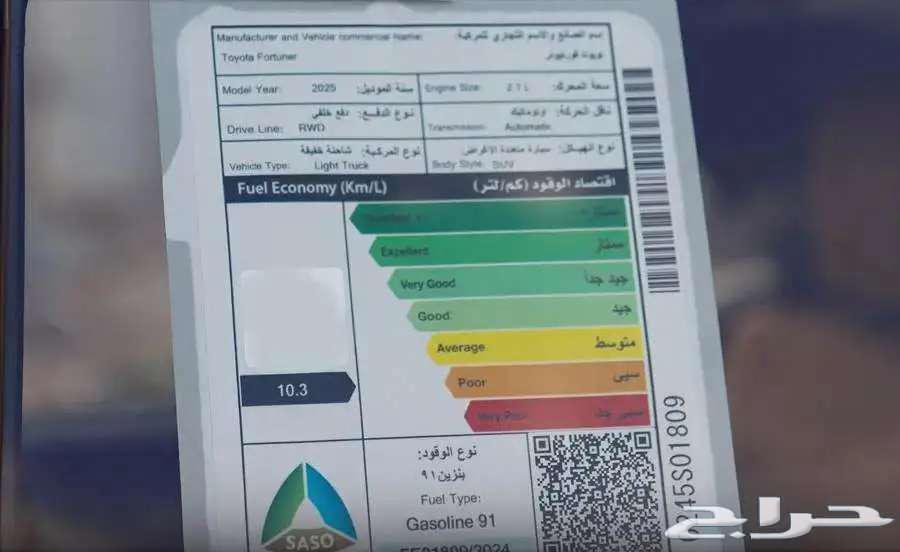 Manufacturer and Vehicle commercial Name: اسم الصانع والاسم التجاري للمركبة:
Toyota Fortuner تويوتا فورتيونر
Model Year: 2025 سنة الموديل: Engine Size: 2.7 L سعة المحرك:
Drive Line: RWD نوع الدفع: دفع خلفي Transmission: Automatic ناقل الحركة: اوتوماتيك
Vehicle Type: Light Truck نوع المركبة: شاحنة خفيفة Body Style: SUV نوع الهيكل: سيارة متعددة الأغراض
Fuel Economy (Km/L) اقتصاد الوقود (كم/لتر)
Excellent ممتاز
Very Good جيد جداً
Good جيد
Average متوسط
10.3
Poor سيئ
Very Poor سيئ جداً
نوع الوقود:
بنزين ٩١
Fuel Type:
Gasoline 91
SASO
15S01809
حراج